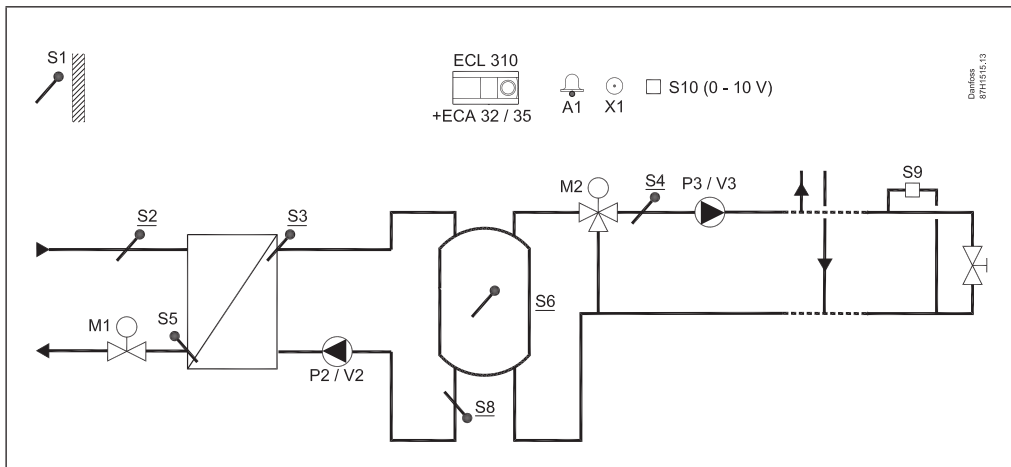 S1
ECL 310
+ECA 32 / 35
A1
X1
S10 (0 - 10 V)
Danfoss
87H1515.13
S2
S3
M2
S4
P3 / V3
S9
S6
M1
S5
P2 / V2
S8